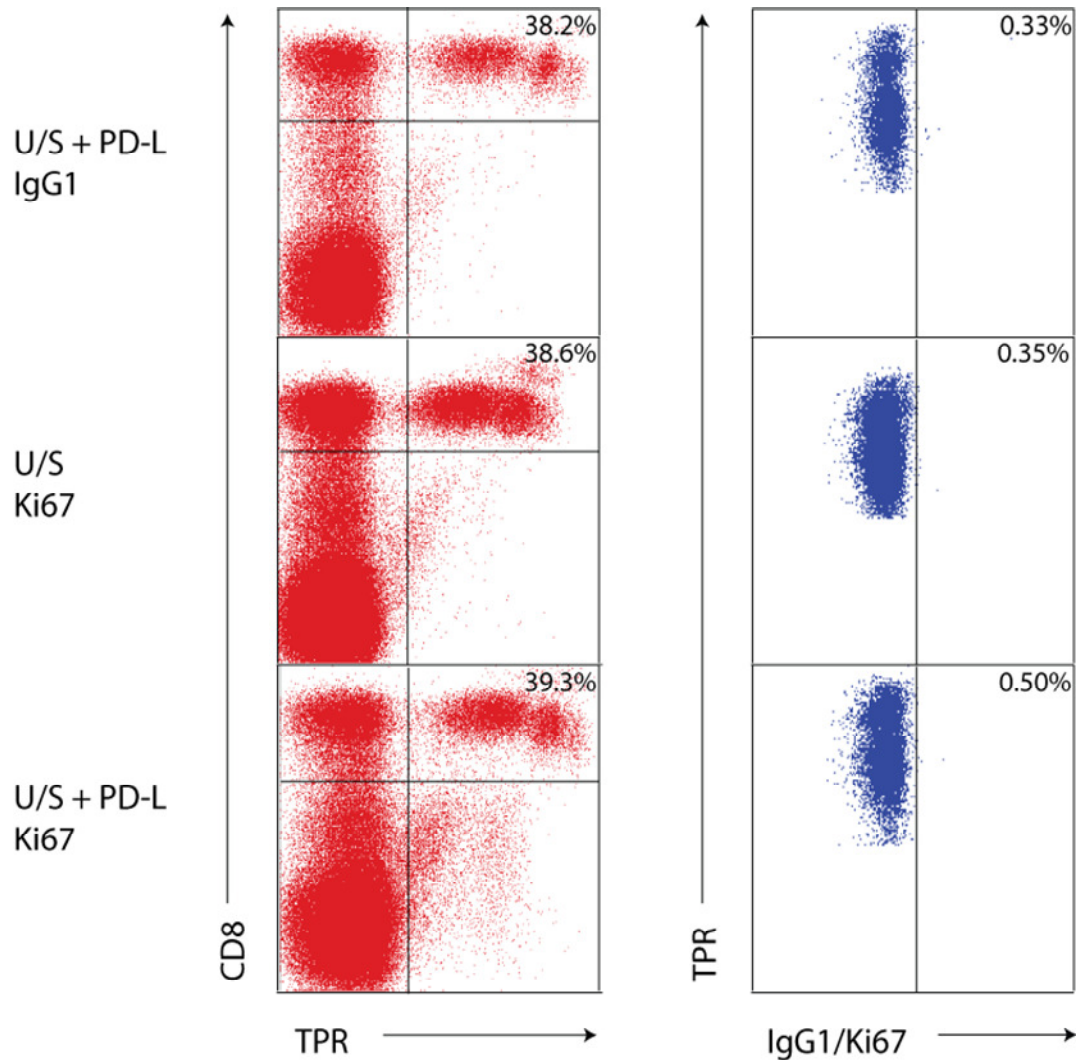 38.2%
0.33%
U/S + PD-L
IgG1
38.6%
0.35%
U/S
Ki67
39.3%
0.50%
U/S + PD-L
Ki67
CD8
TPR
TPR
IgG1/Ki67